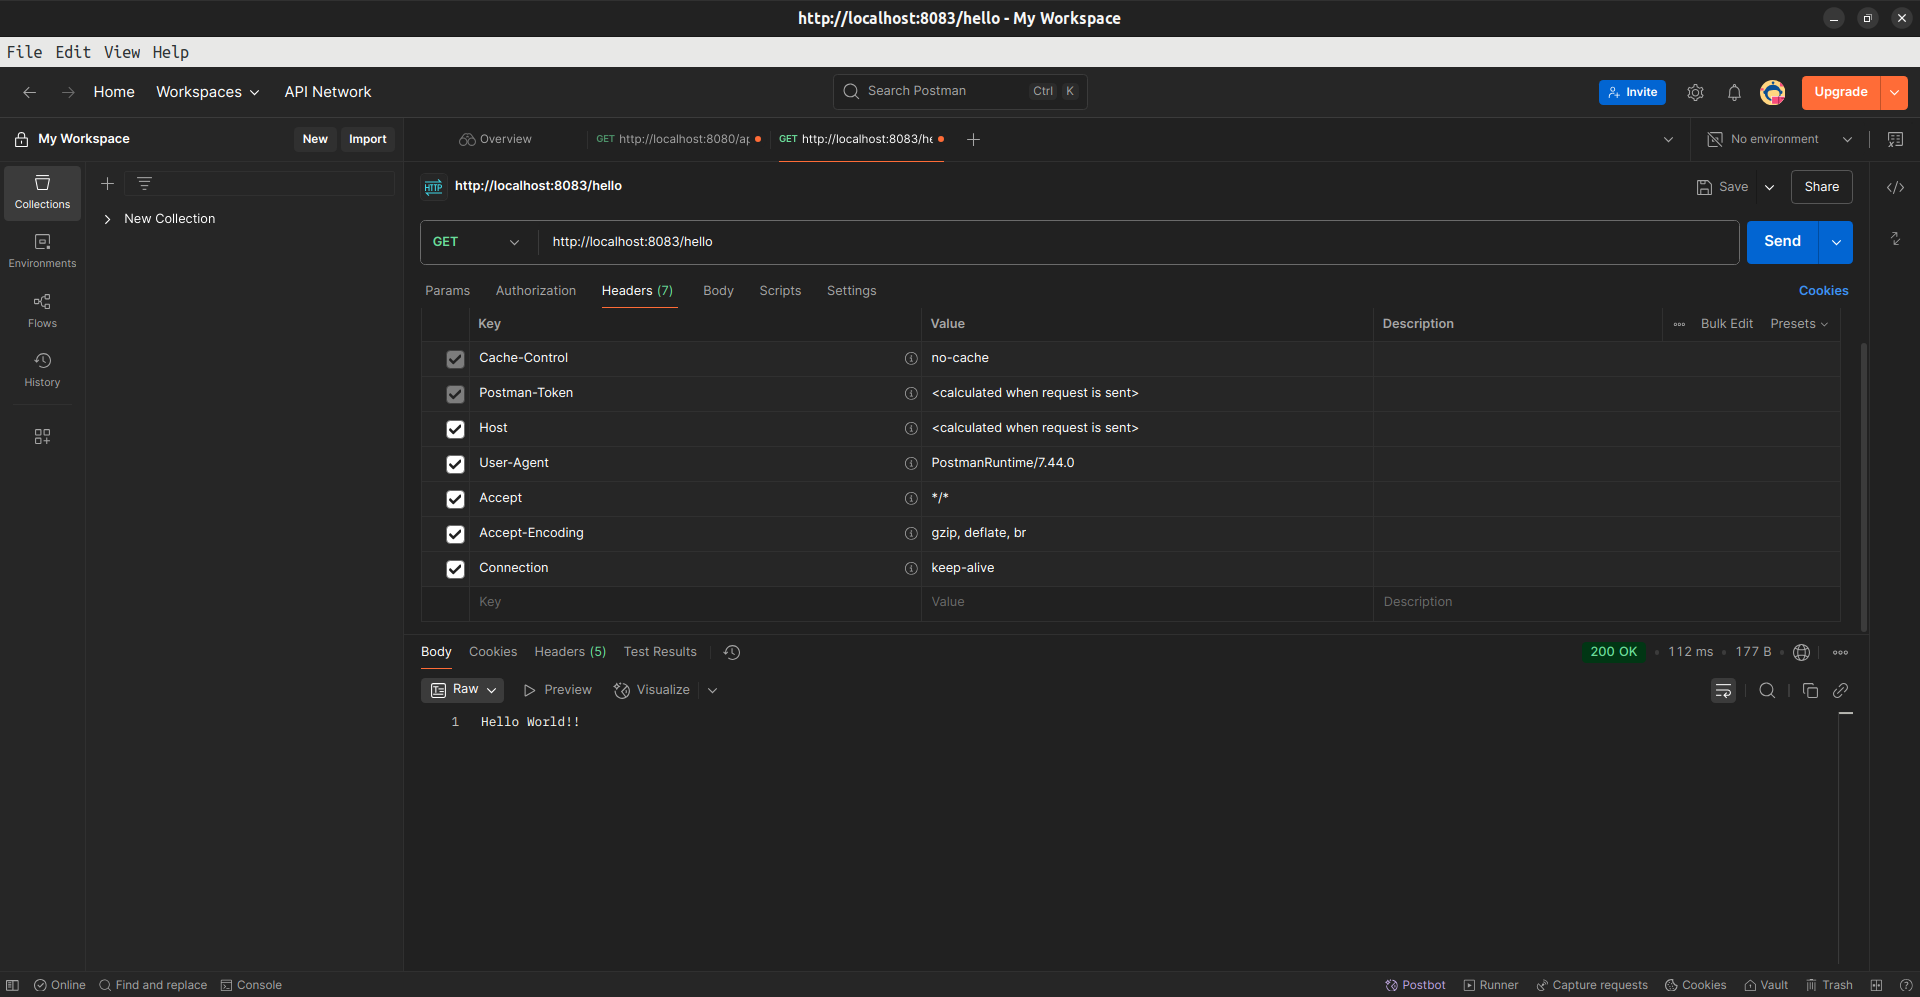 http://localhost:8083/hello - My Workspace
File Edit View Help
Home Workspaces API Network
Search Postman Ctrl K
Invite Upgrade
My Workspace New Import
Overview GET http://localhost:8080/ap GET http://localhost:8083/he No environment
Collections
Environments
Flows
History
New Collection
HTTP http://localhost:8083/hello Save Share
GET http://localhost:8083/hello Send
Params Authorization Headers (7) Body Scripts Settings Cookies
Key Value Description Bulk Edit Presets
Cache-Control no-cache
Postman-Token <calculated when request is sent>
Host <calculated when request is sent>
User-Agent PostmanRuntime/7.44.0
Accept */*
Accept-Encoding gzip, deflate, br
Connection keep-alive
Key Value Description
Body Cookies Headers (5) Test Results 200 OK 112 ms 177 B
Raw Preview Visualize
1 Hello World!!
Online Find and replace Console Postbot Runner Capture requests Cookies Vault Trash